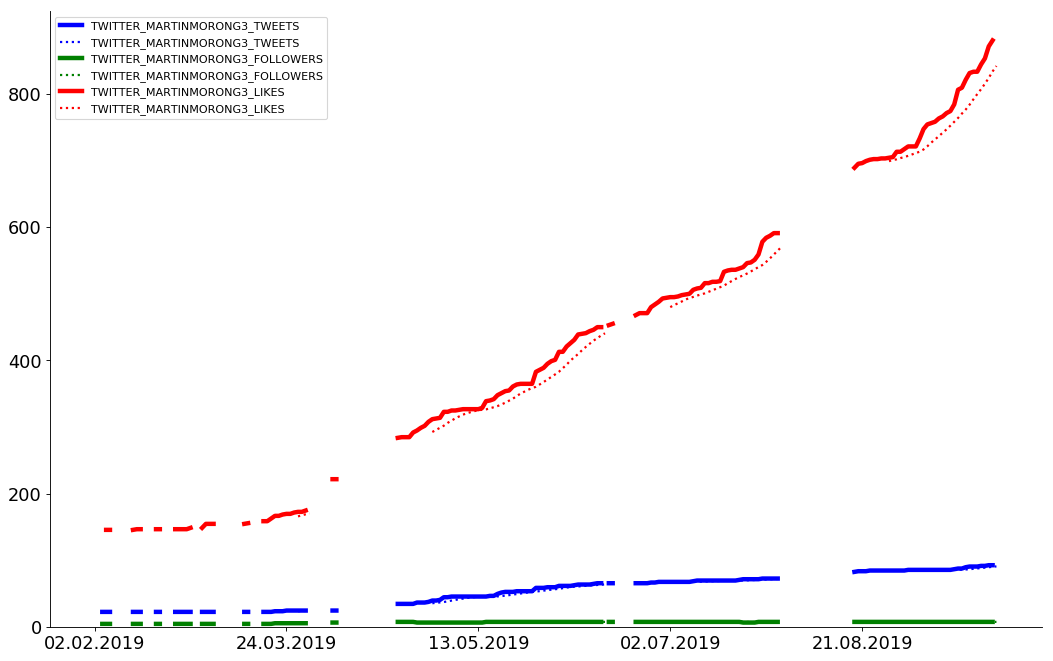 TWITTER_MARTINMORONG3_TWEETS
TWITTER_MARTINMORONG3_TWEETS
TWITTER_MARTINMORONG3_FOLLOWERS
TWITTER_MARTINMORONG3_FOLLOWERS
TWITTER_MARTINMORONG3_LIKES
TWITTER_MARTINMORONG3_LIKES
800
600
400
200
0
02.02.2019 24.03.2019 13.05.2019 02.07.2019 21.08.2019